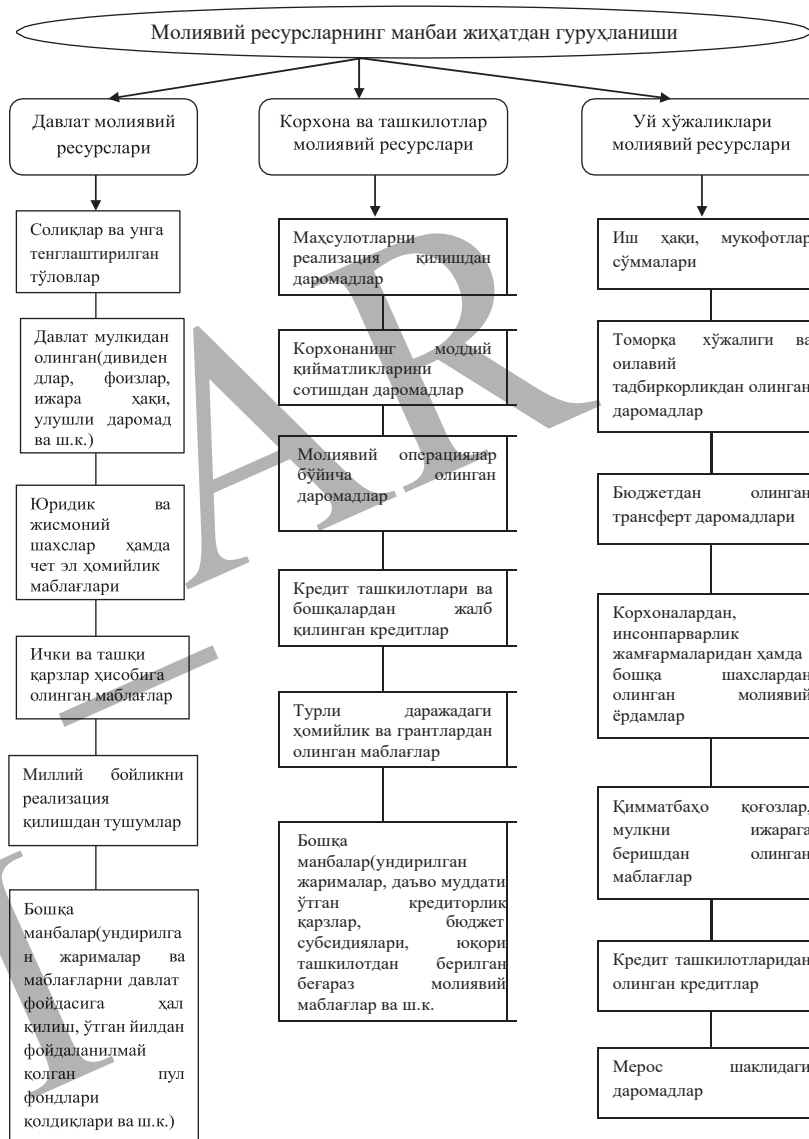 Молиявий ресурсларнинг манбаи жиҳатдан гуруҳланиши
Давлат молиявий
ресурслари
Солиқлар ва унга
тенглаштирилган
тўловлар
Давлат мулкидан
олинган(дивиден
длар, фоизлар,
ижара ҳақи,
улушли даромад
ва ш.к.)
Юридик ва
жисмоний
шахслар ҳамда
чет эл ҳомийлик
маблағлари
Ички ва ташқи
қарзлар ҳисобига
олинган маблағлар
Миллий бойликни
реализация
қилишдан тушумлар
Бошқа
манбалар(ундирилга
н жарималар ва
маблағларни давлат
фойдасига ҳал
қилиш, ўтган йилдан
фойдаланилмай
қолган пул
фондлари
қолдиқлари ва ш.к.)
Корхона ва ташкилотлар
молиявий ресурслари
Маҳсулотларни
реализация қилишдан
даромадлар
Корхонанинг моддий
қийматликларини
сотишдан даромадлар
Молиявий операциялар
бўйича олинган
даромадлар
Кредит ташкилотлари ва
бошқалардан жалб
қилинган кредитлар
Турли даражадаги
ҳомийлик ва грантлардан
олинган маблағлар
Бошқа
манбалар(ундирилган
жарималар, даъво муддати
ўтган кредиторлик
қарзлар, бюджет
субсидиялари, юқори
ташкилотдан берилган
беғараз молиявий
маблағлар ва ш.к.
Уй хўжаликлари
молиявий ресурслари
Иш ҳақи, мукофотлар
сўммалари
Томорқа хўжалиги ва
оилавий
тадбиркорликдан олинган
даромадлар
Бюджетдан олинган
трансферт даромадлари
Корхоналардан,
инсонпарварлик
жамғармаларидан ҳамда
бошқа шахслардан
олинган молиявий
ёрдамлар
Қимматбаҳо қоғозлар,
мулкни ижарага
беришдан олинган
маблағлар
Кредит ташкилотларидан
олинган кредитлар
Мерос шаклидаги
даромадлар